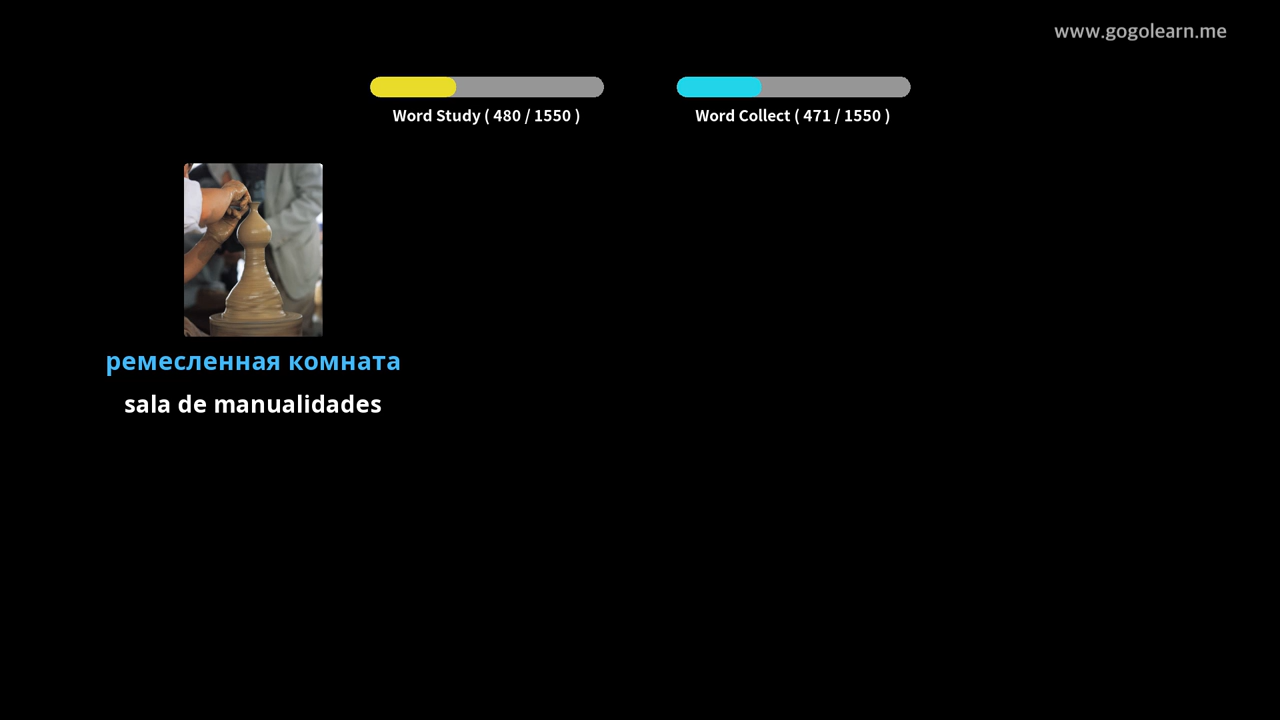 www.gogolearn.me
Word Study ( 480 / 1550 )
Word Collect ( 471 / 1550 )
ремесленная комната
sala de manualidades